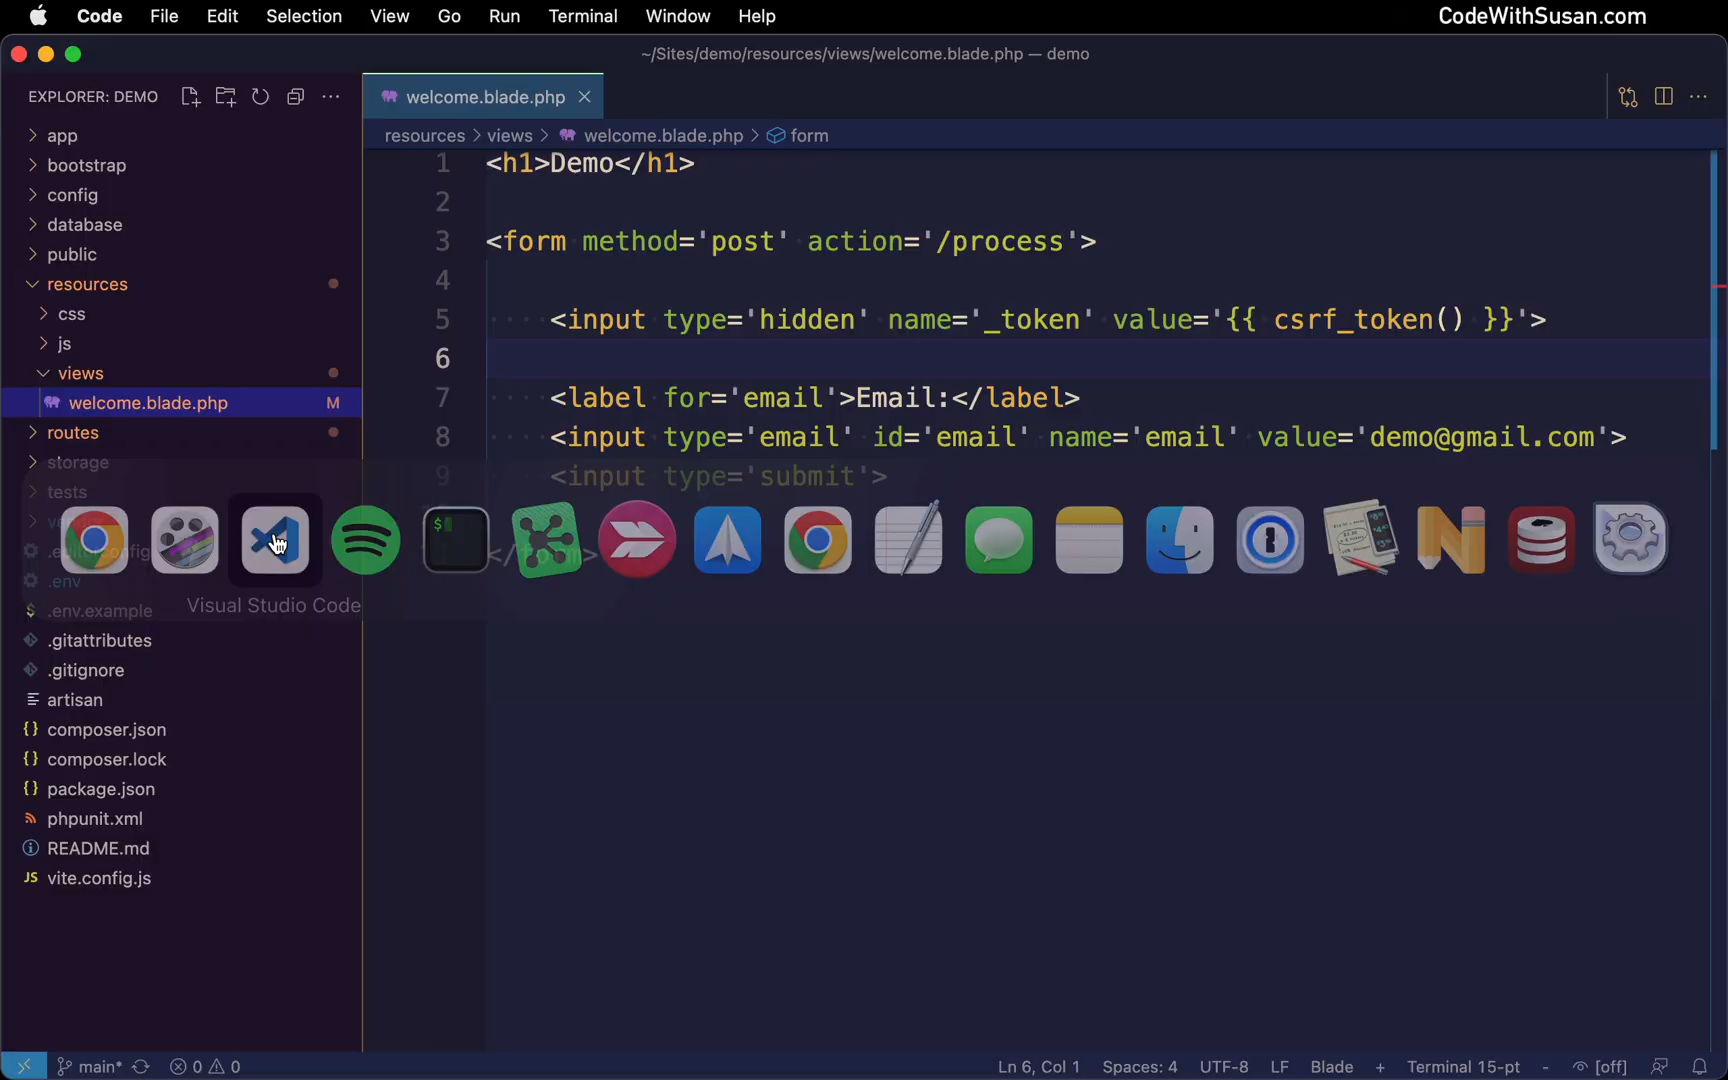 Code File Edit Selection View Go Run Terminal Window Help CodeWithSusan.com
~/Sites/demo/resources/views/welcome.blade.php — demo
EXPLORER: DEMO
welcome.blade.php
resources > views > welcome.blade.php > form
app
bootstrap
config
database
public
resources
css
js
views
welcome.blade.php M
routes
storage
tests
.env
$ .env.example
.gitattributes
.gitignore
artisan
{} composer.json
{} composer.lock
{} package.json
phpunit.xml
README.md
JS vite.config.js
1 <h1>Demo</h1>
2
3 <form method='post' action='/process'>
4
5 <input type='hidden' name='_token' value='{{ csrf_token() }}'>
6
7 <label for='email'>Email:</label>
8 <input type='email' id='email' name='email' value='demo@gmail.com'>
9 <input type='submit'>
Visual Studio Code
main* 0 0 Ln 6, Col 1 Spaces: 4 UTF-8 LF Blade + Terminal 15-pt - [off]